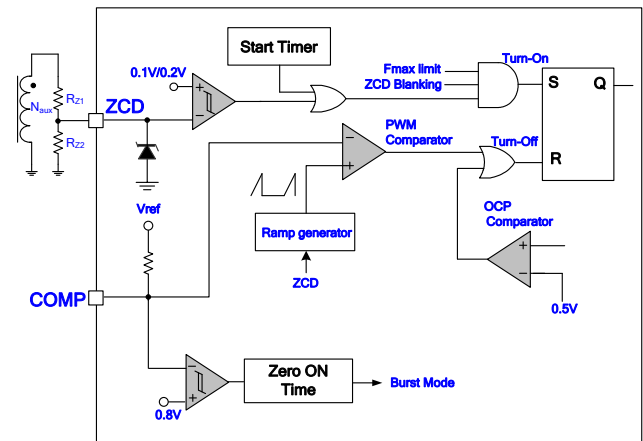 Start Timer
Turn-On
0.1V/0.2V
Fmax limit
ZCD Blanking
S
Q
+
−
RZ1
Naux
ZCD
RZ2
PWM
Comparator
Turn-Off
−
+
R
Vref
Ramp generator
OCP
Comparator
+
−
ZCD
COMP
0.5V
Zero ON
Time
Burst Mode
−
+
0.8V